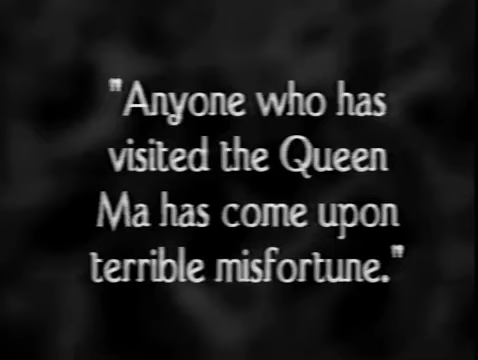 "Anyone who has
visited the Queen
Ma has come upon
terrible misfortune."